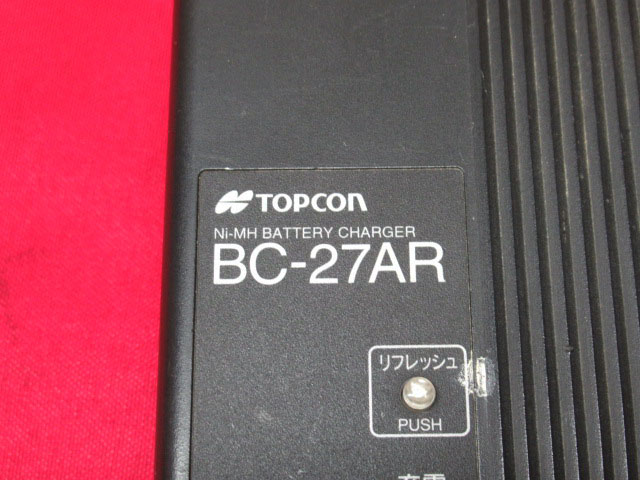 TOPCON
Ni-MH BATTERY CHARGER
BC-27AR
リフレッシュ
PUSH